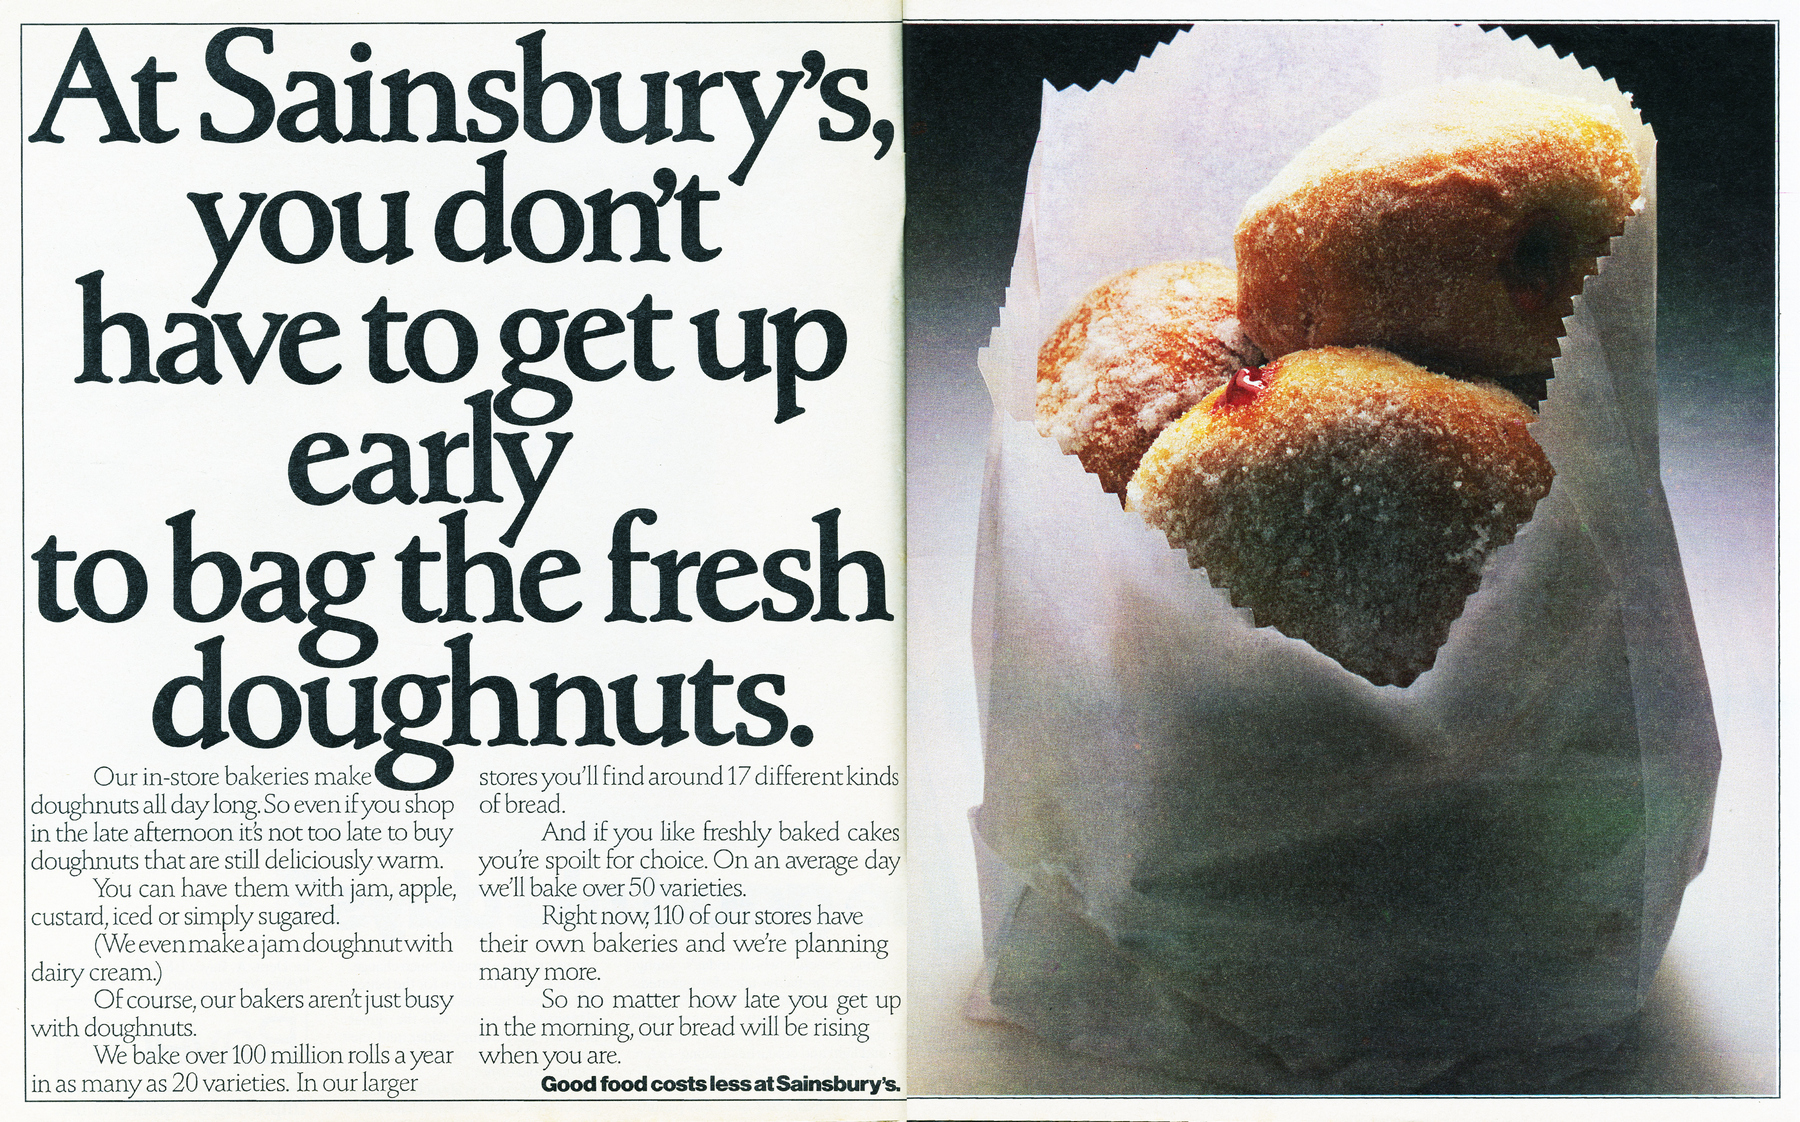 At Sainsbury's,
you don't
have to get up
early
to bag the fresh
doughnuts.
Our in-store bakeries make
doughnuts all day long. So even if you shop
in the late afternoon it's not too late to buy
doughnuts that are still deliciously warm.
You can have them with jam, apple,
custard, iced or simply sugared.
(We even make a jam doughnut with
dairy cream.)
Of course, our bakers aren't just busy
with doughnuts.
We bake over 100 million rolls a year
in as many as 20 varieties. In our larger
stores you'll find around 17 different kinds
of bread.
And if you like freshly baked cakes
you're spoilt for choice. On an average day
we'll bake over 50 varieties.
Right now, 110 of our stores have
their own bakeries and we're planning
many more.
So no matter how late you get up
in the morning, our bread will be rising
when you are.
Good food costs less at Sainsbury's.